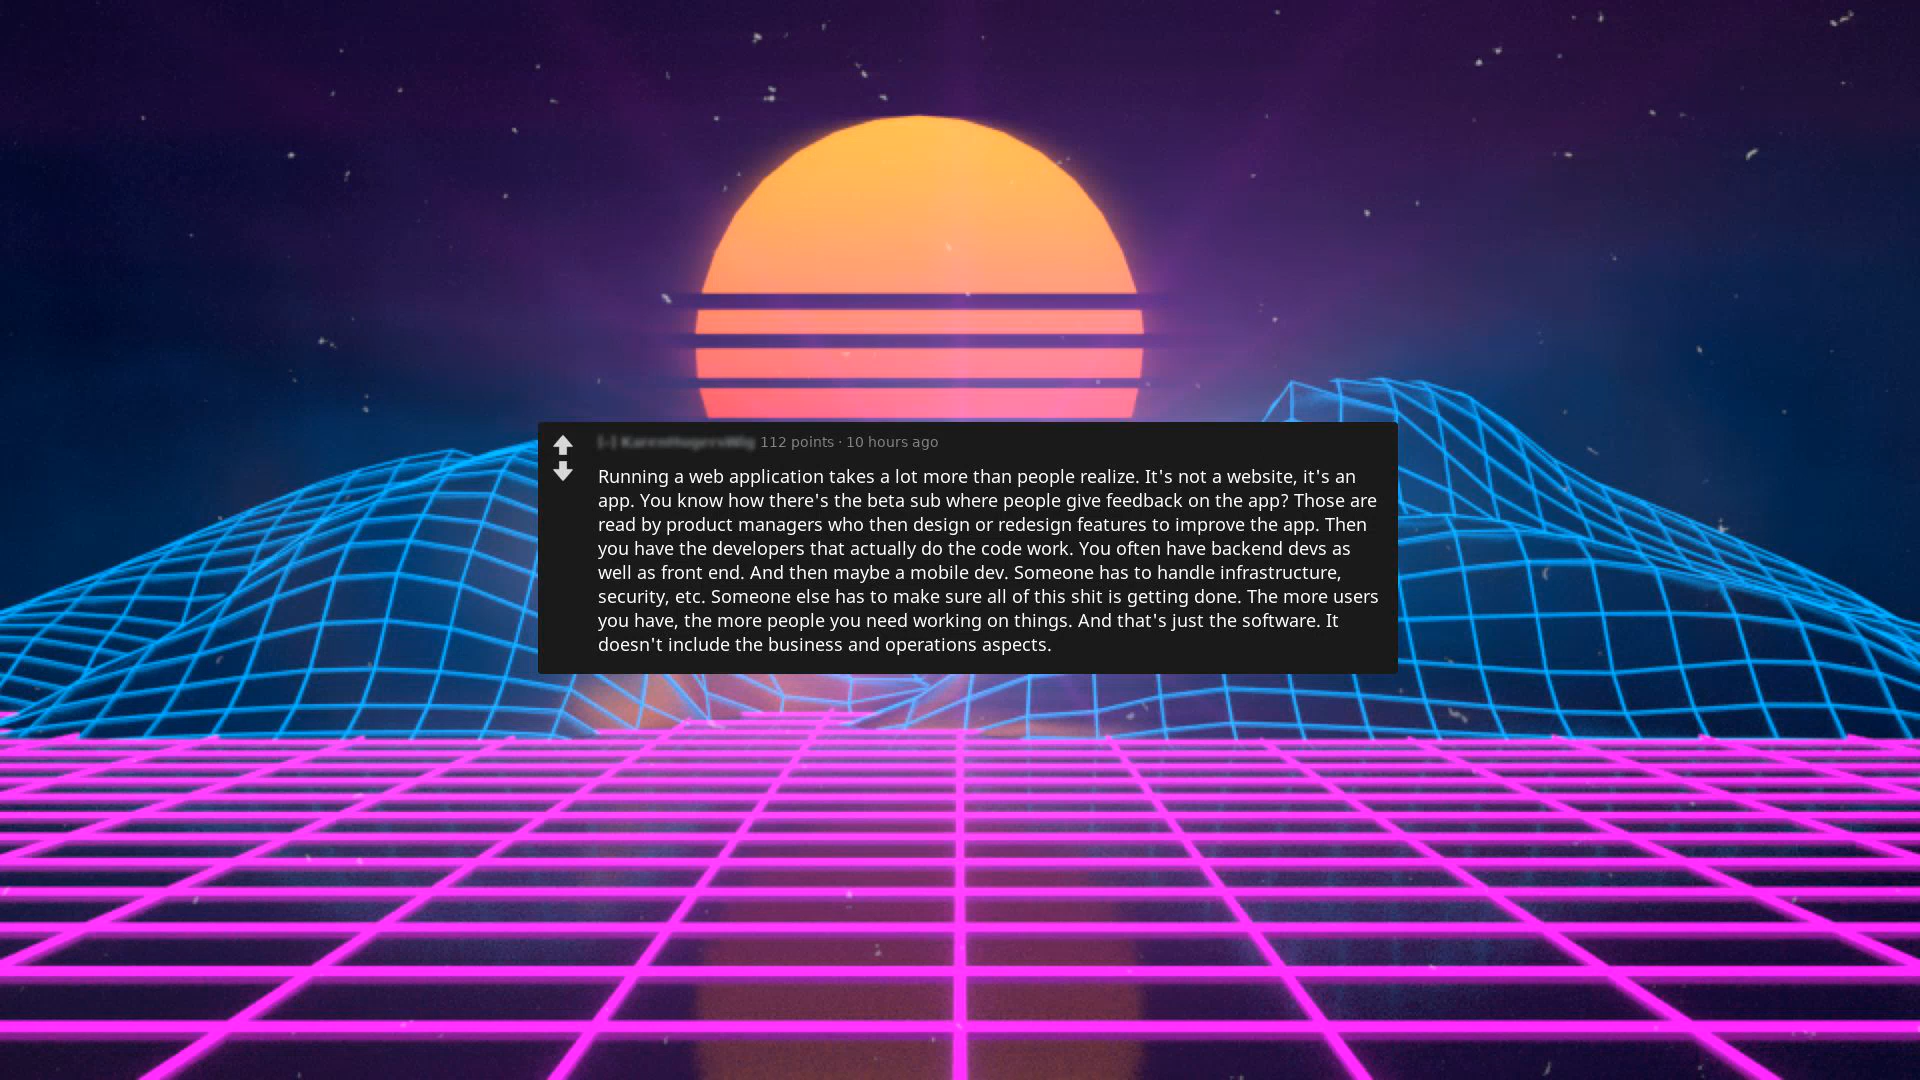 112 points · 10 hours ago
Running a web application takes a lot more than people realize. It's not a website, it's an
app. You know how there's the beta sub where people give feedback on the app? Those are
read by product managers who then design or redesign features to improve the app. Then
you have the developers that actually do the code work. You often have backend devs as
well as front end. And then maybe a mobile dev. Someone has to handle infrastructure,
security, etc. Someone else has to make sure all of this shit is getting done. The more users
you have, the more people you need working on things. And that's just the software. It
doesn't include the business and operations aspects.